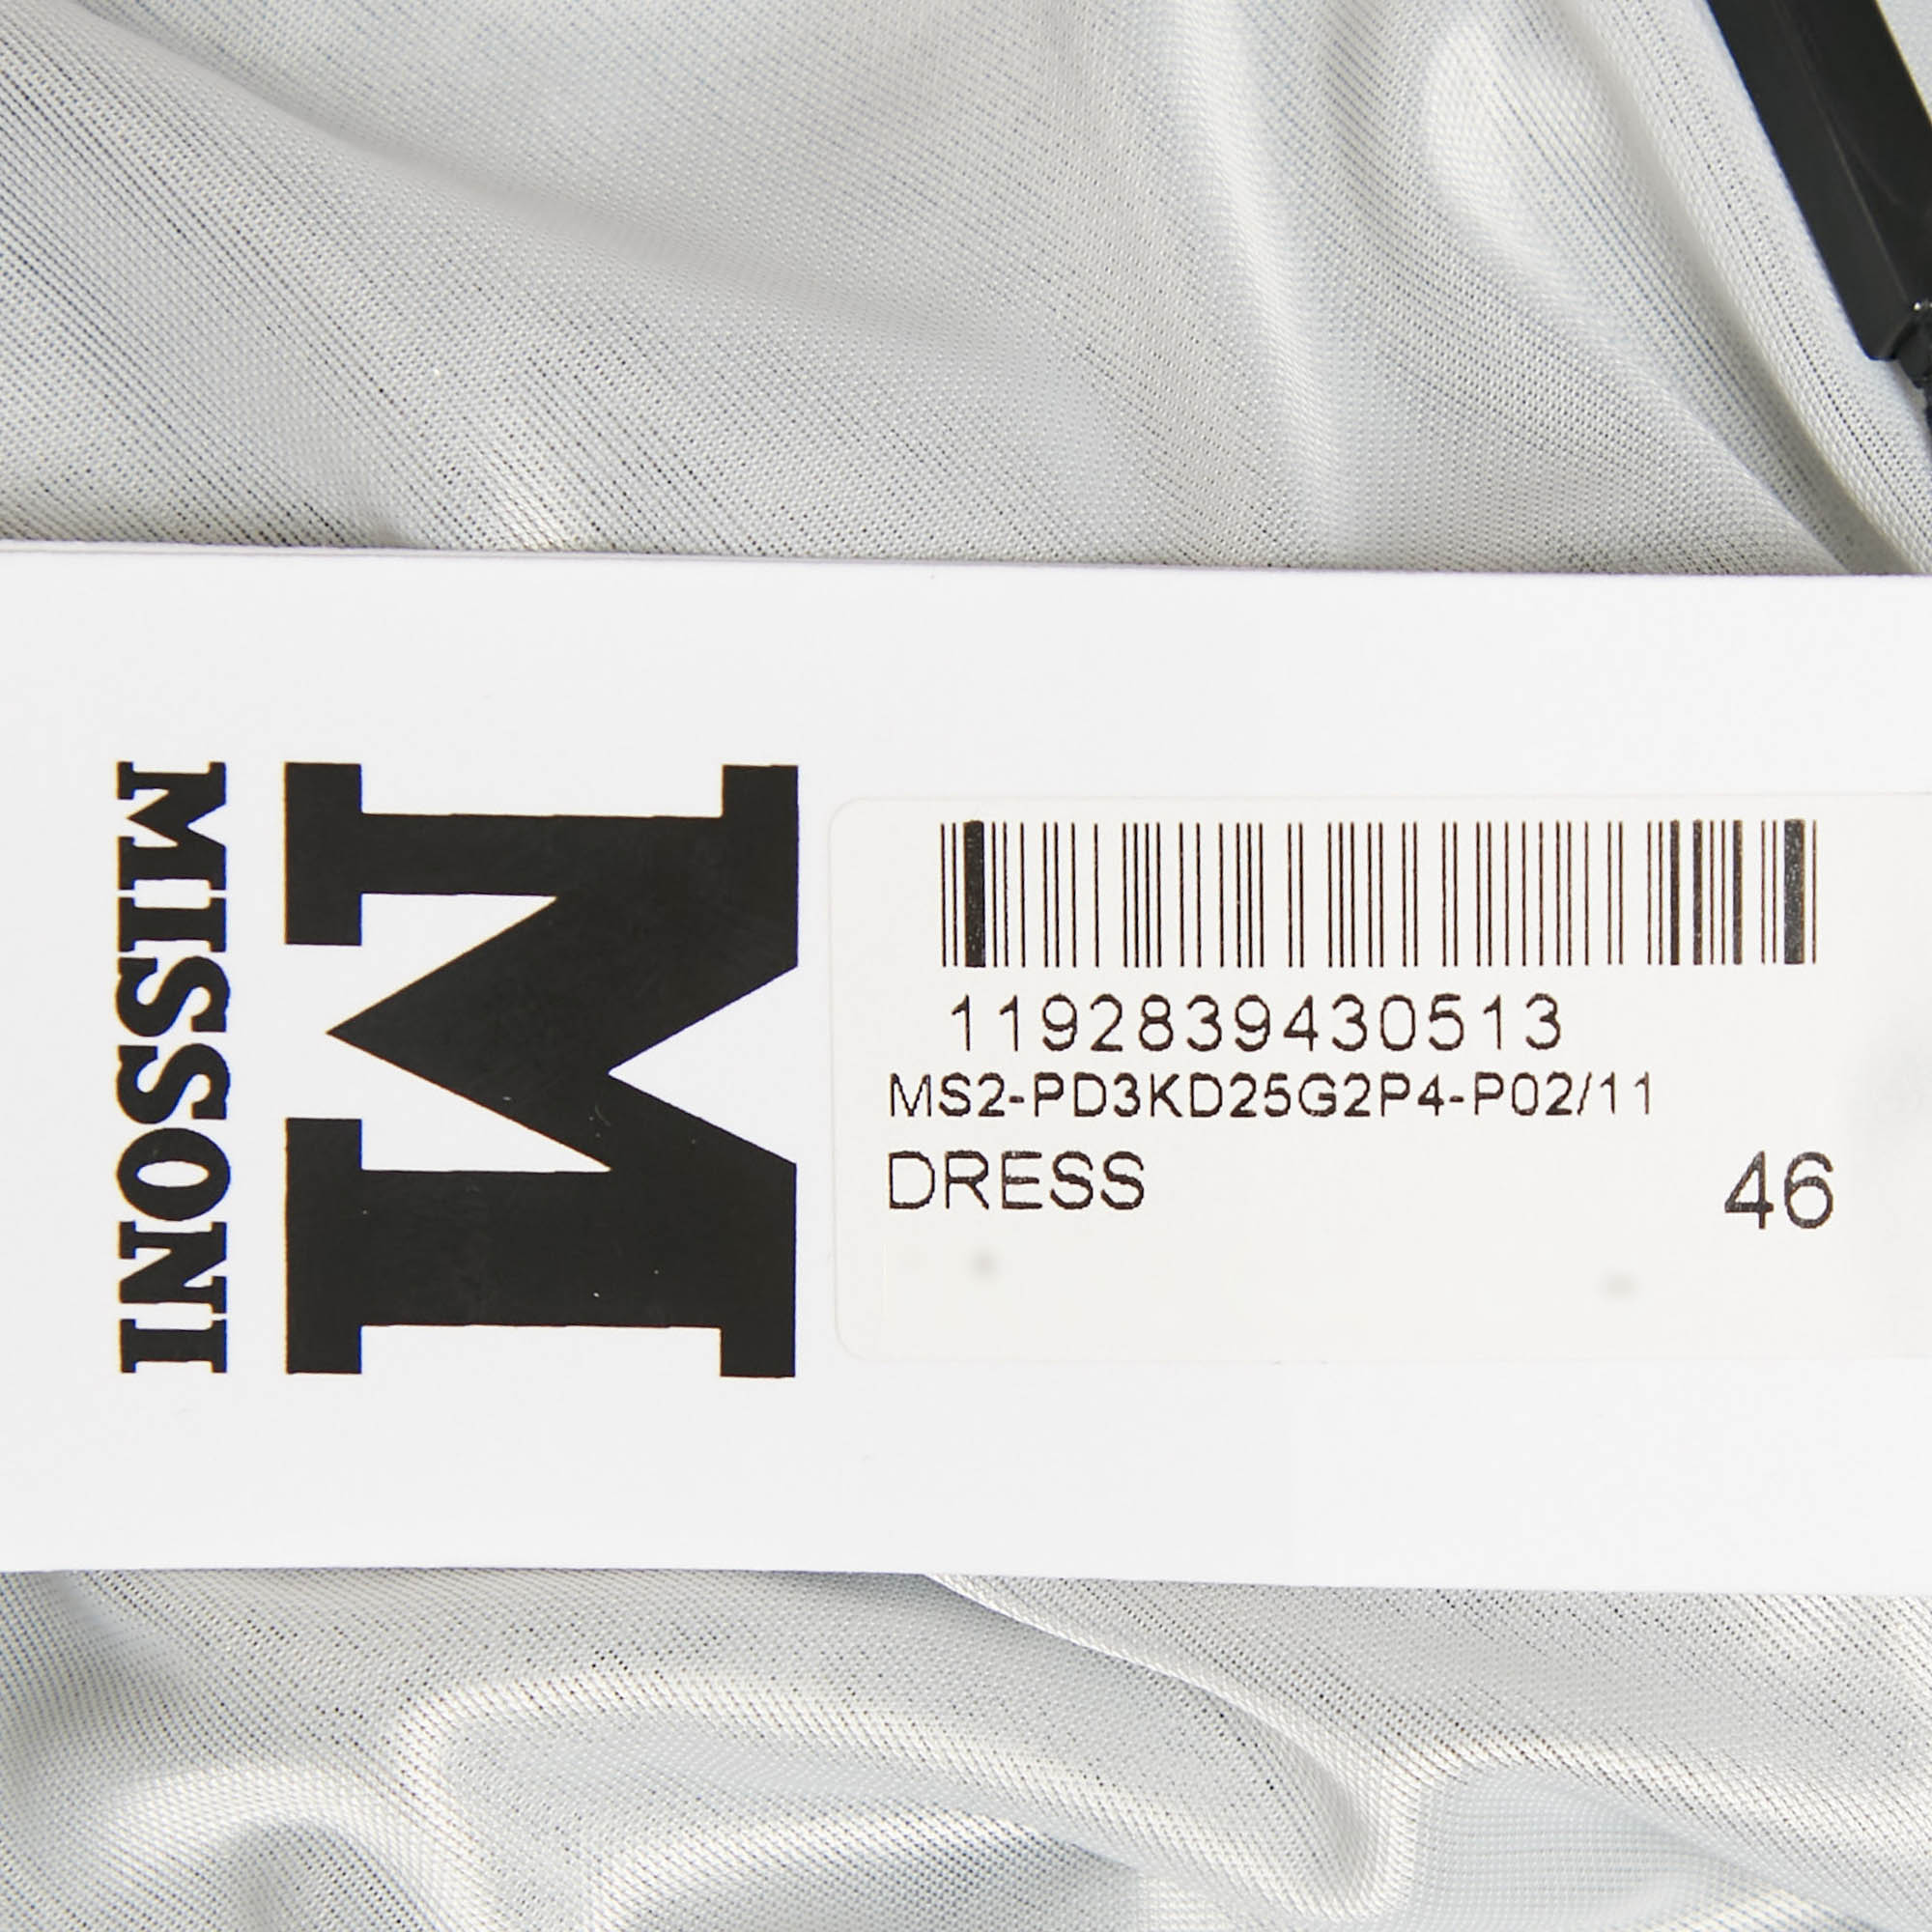 M
MISSONI
1192839430513
MS2-PD3KD25G2P4-P02/11
DRESS 46